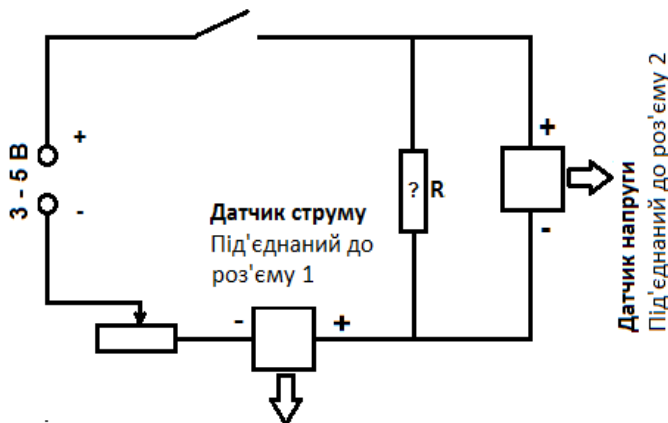 +
3 - 5 В
-
Датчик струму
Під'єднаний до
роз'єму 1
-
+
? R
+
-
Датчик напруги
Під'єднаний до роз'єму 2